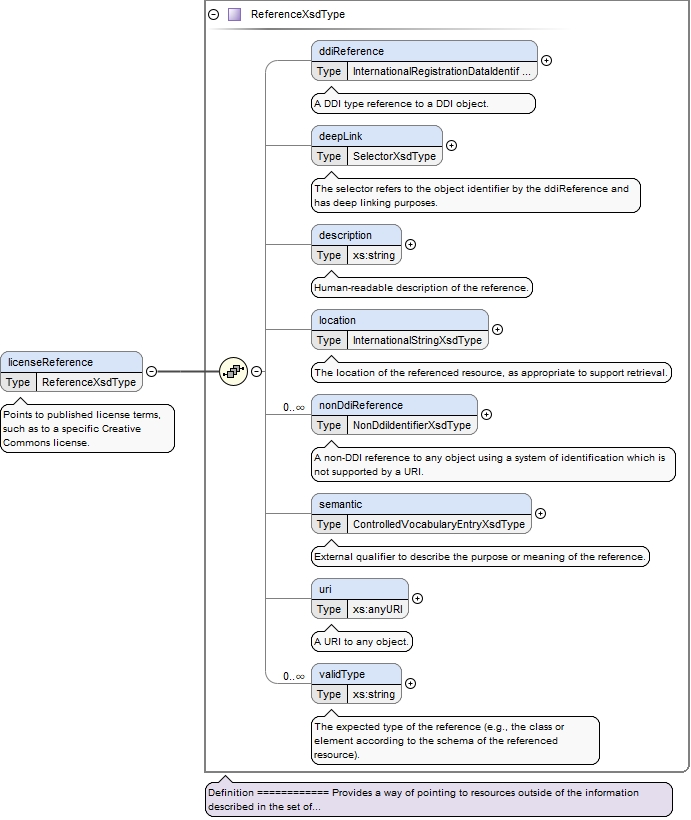 ReferenceXsdType
ddiReference
Type InternationalRegistrationDataIdentif ...
A DDI type reference to a DDI object.
deepLink
Type SelectorXsdType
The selector refers to the object identifier by the ddiReference and
has deep linking purposes.
description
Type xs:string
Human-readable description of the reference.
location
Type InternationalStringXsdType
The location of the referenced resource, as appropriate to support retrieval.
licenseReference
Type ReferenceXsdType
Points to published license terms,
such as to a specific Creative
Commons license.
0..∞
nonDdiReference
Type NonDdiIdentifierXsdType
A non-DDI reference to any object using a system of identification which is
not supported by a URI.
semantic
Type ControlledVocabularyEntryXsdType
External qualifier to describe the purpose or meaning of the reference.
uri
Type xs:anyURI
A URI to any object.
0..∞
validType
Type xs:string
The expected type of the reference (e.g., the class or
element according to the schema of the referenced
resource).
Definition ============ Provides a way of pointing to resources outside of the information
described in the set of...